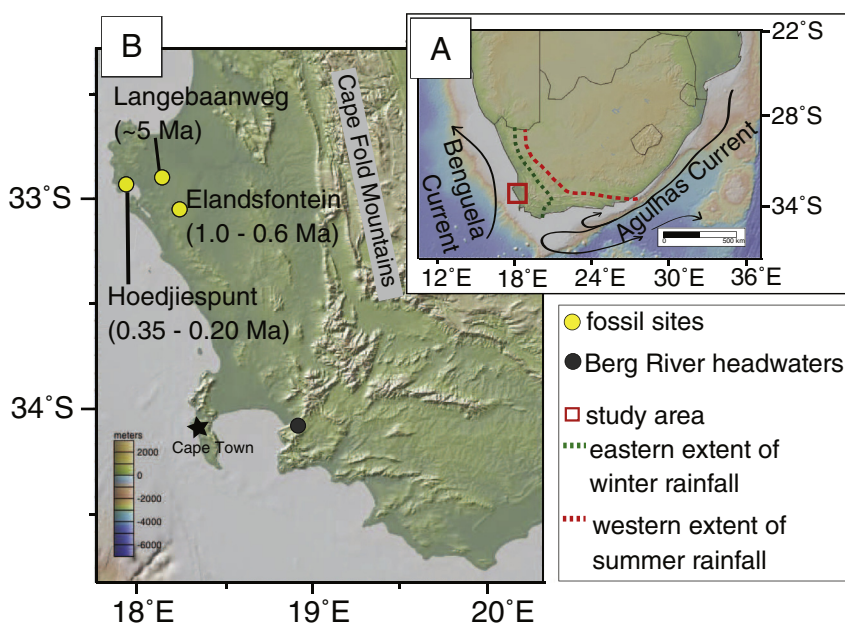 B
Langebaanweg
(~5 Ma)
Elandsfontein
(1.0 - 0.6 Ma)
Hoedjiespunt
(0.35 - 0.20 Ma)
Cape Fold Mountains
Cape Town
33˚S
34˚S
18˚E
19˚E
20˚E
meters
2000
0
-2000
-4000
-6000
A
Benguela
Current
Agulhas Current
0
500 km
22˚S
28˚S
34˚S
12˚E
18˚E
24˚E
30˚E
36˚E
fossil sites
Berg River headwaters
study area
eastern extent of
winter rainfall
western extent of
summer rainfall